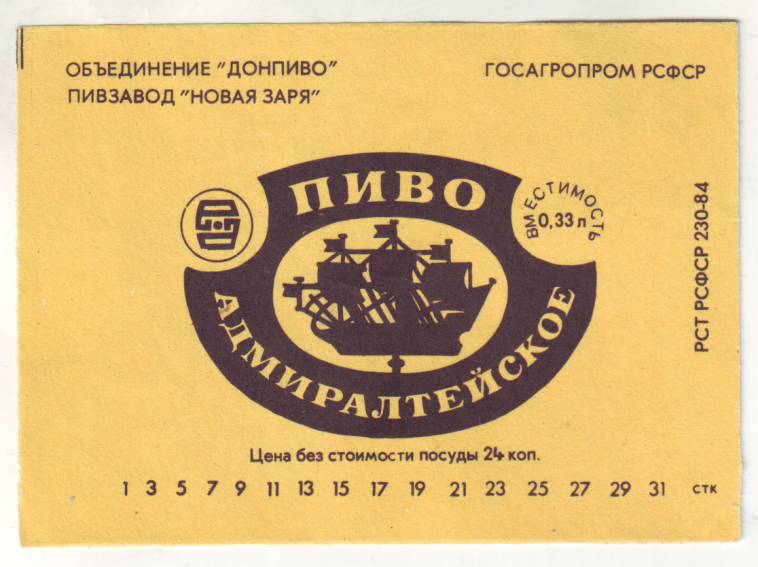 ОБЪЕДИНЕНИЕ "ДОНПИВО"
ПИВЗАВОД "НОВАЯ ЗАРЯ"
ГОСАГРОПРОМ РСФСР
ПИВО
ВМЕСТИМОСТЬ
0,33 л
АДМИРАЛТЕЙСКОЕ
РСТ РСФСР 230-84
Цена без стоимости посуды 24 коп.
1 3 5 7 9 11 13 15 17 19 21 23 25 27 29 31 стк